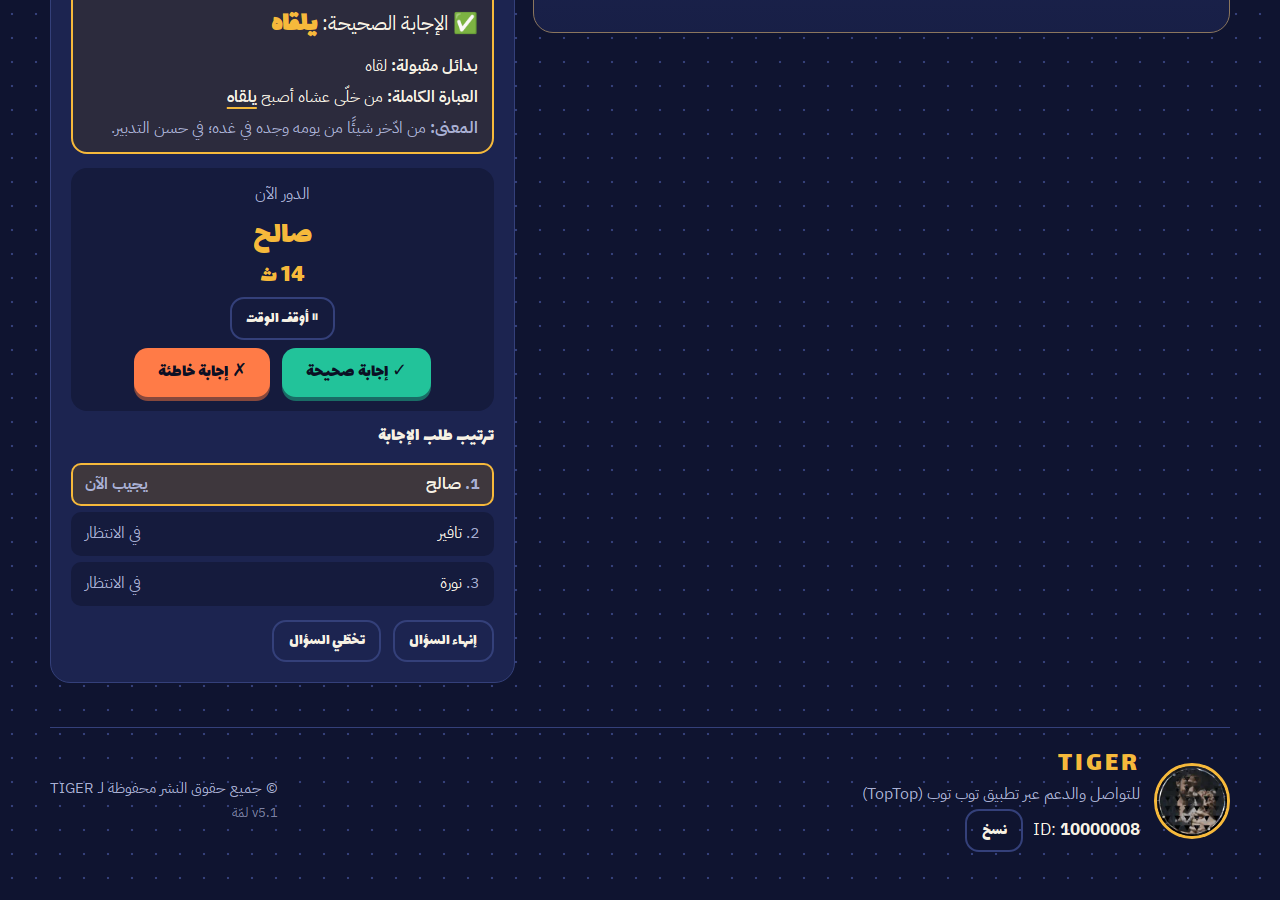 ✅ الإجابة الصحيحة: يلقاه
بدائل مقبولة: لقاه
العبارة الكاملة: من خلّى عشاه أصبح يلقاه
المعنى: من ادّخر شيئًا من يومه وجده في غده؛ في حسن التدبير.
الدور الآن
صالح
14 ث
⏸ أوقف الوقت
✓ إجابة صحيحة
✗ إجابة خاطئة
ترتيب طلب الإجابة
1. صالح يجيب الآن
2. تافير في الانتظار
3. نورة في الانتظار
إنهاء السؤال
تخطّي السؤال
TIGER
للتواصل والدعم عبر تطبيق توب توب (TopTop)
ID: 10000008 نسخ
© جميع حقوق النشر محفوظة لـ TIGER
لمّة v5.1